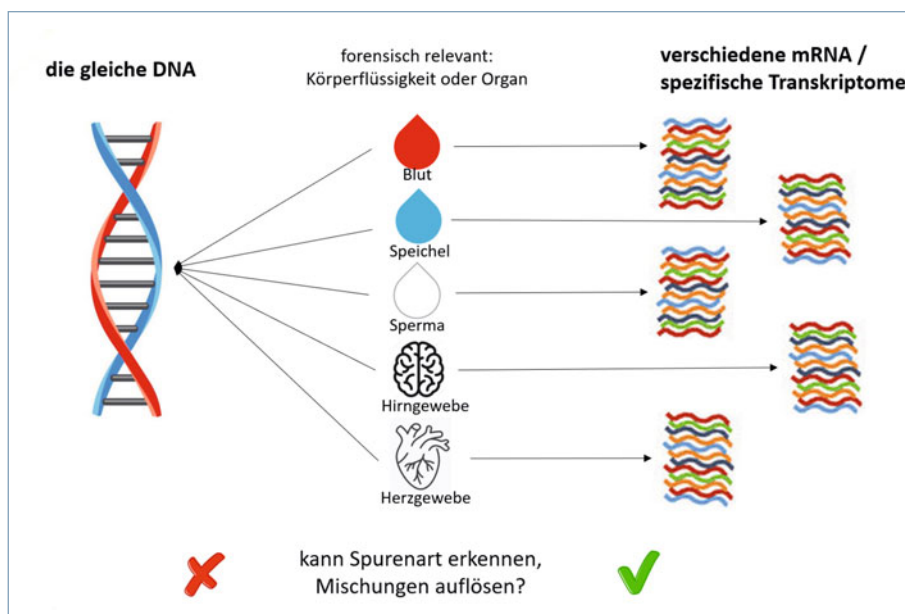 die gleiche DNA
forensisch relevant:
Körperflüssigkeit oder Organ
verschiedene mRNA /
spezifische Transkriptome
Blut
Speichel
Sperma
Hirngewebe
Herzgewebe
kann Spurenart erkennen,
Mischungen auflösen?